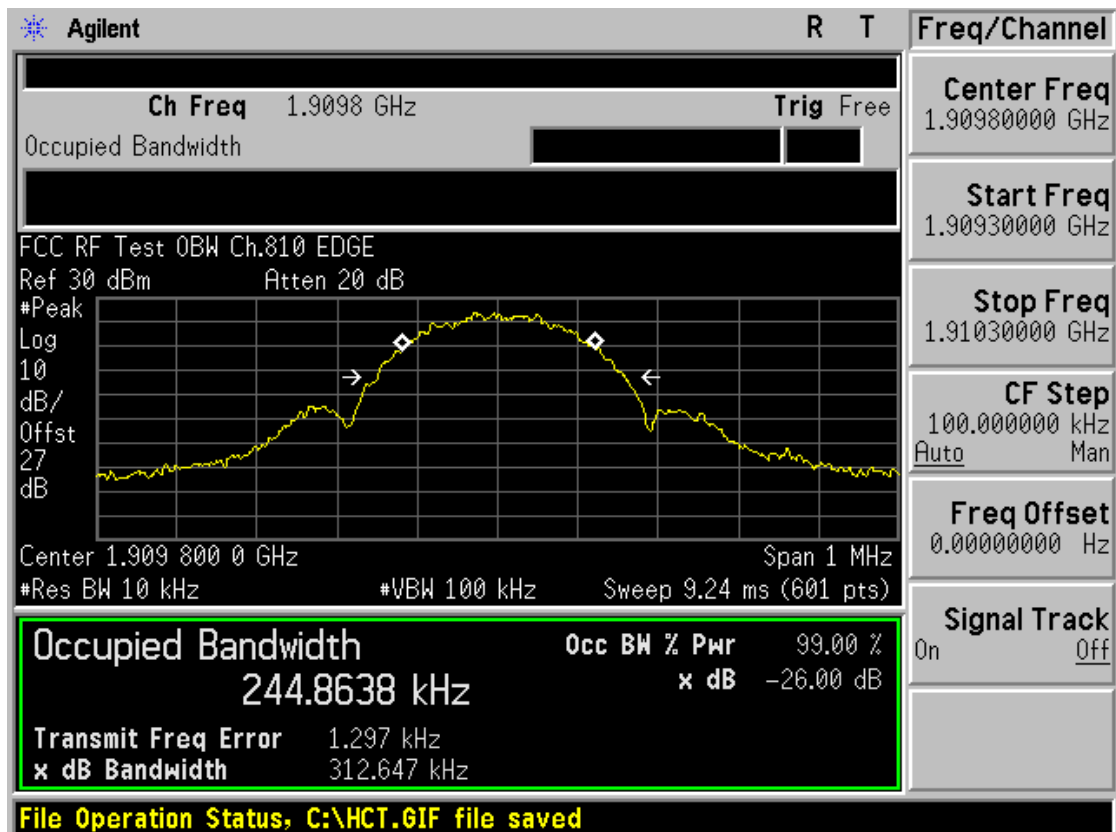 Agilent
R T
Freq/Channel
Ch Freq 1.9098 GHz
Trig Free
Occupied Bandwidth
Center Freq
1.90980000 GHz
Start Freq
1.90930000 GHz
Stop Freq
1.91030000 GHz
CF Step
100.000000 kHz
Auto Man
Freq Offset
0.00000000 Hz
Signal Track
On Off
FCC RF Test OBW Ch.810 EDGE
Ref 30 dBm Atten 20 dB
#Peak
Log
10
dB/
Offst
27
dB
Center 1.909 800 0 GHz Span 1 MHz
#Res BW 10 kHz #VBW 100 kHz Sweep 9.24 ms (601 pts)
Occupied Bandwidth
244.8638 kHz
Occ BW % Pwr 99.00 %
x dB -26.00 dB
Transmit Freq Error 1.297 kHz
x dB Bandwidth 312.647 kHz
File Operation Status, C:\HCT.GIF file saved